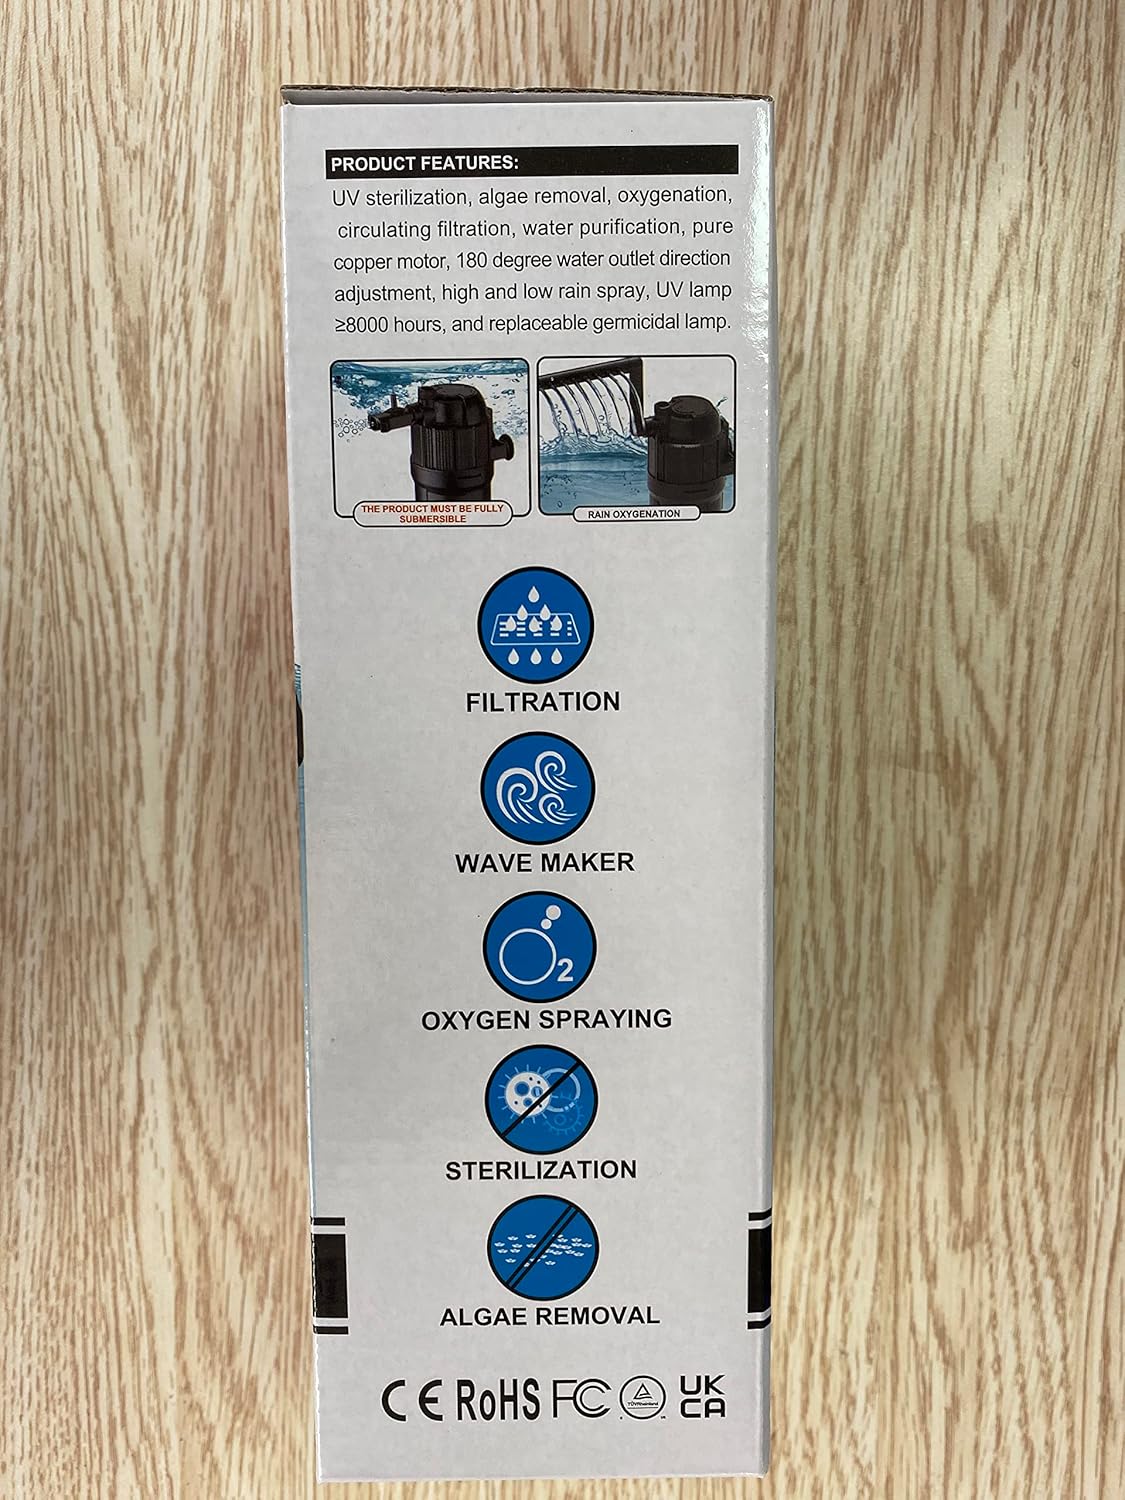 PRODUCT FEATURES:
UV sterilization, algae removal, oxygenation,
circulating filtration, water purification, pure
copper motor, 180 degree water outlet direction
adjustment, high and low rain spray, UV lamp
≥8000 hours, and replaceable germicidal lamp.
THE PRODUCT MUST BE FULLY
SUBMERSIBLE
RAIN OXYGENATION
FILTRATION
WAVE MAKER
O2
OXYGEN SPRAYING
STERILIZATION
ALGAE REMOVAL
CE RoHS FC TÜVRheinland UK
CA